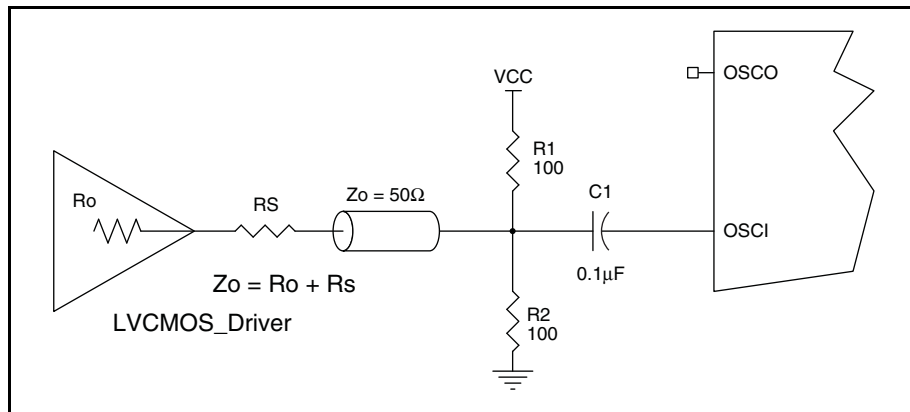 OSCO
VCC
R1
100
Ro
RS
Zo = 50Ω
C1
OSCI
0.1μF
Zo = Ro + Rs
R2
100
LVCMOS_Driver